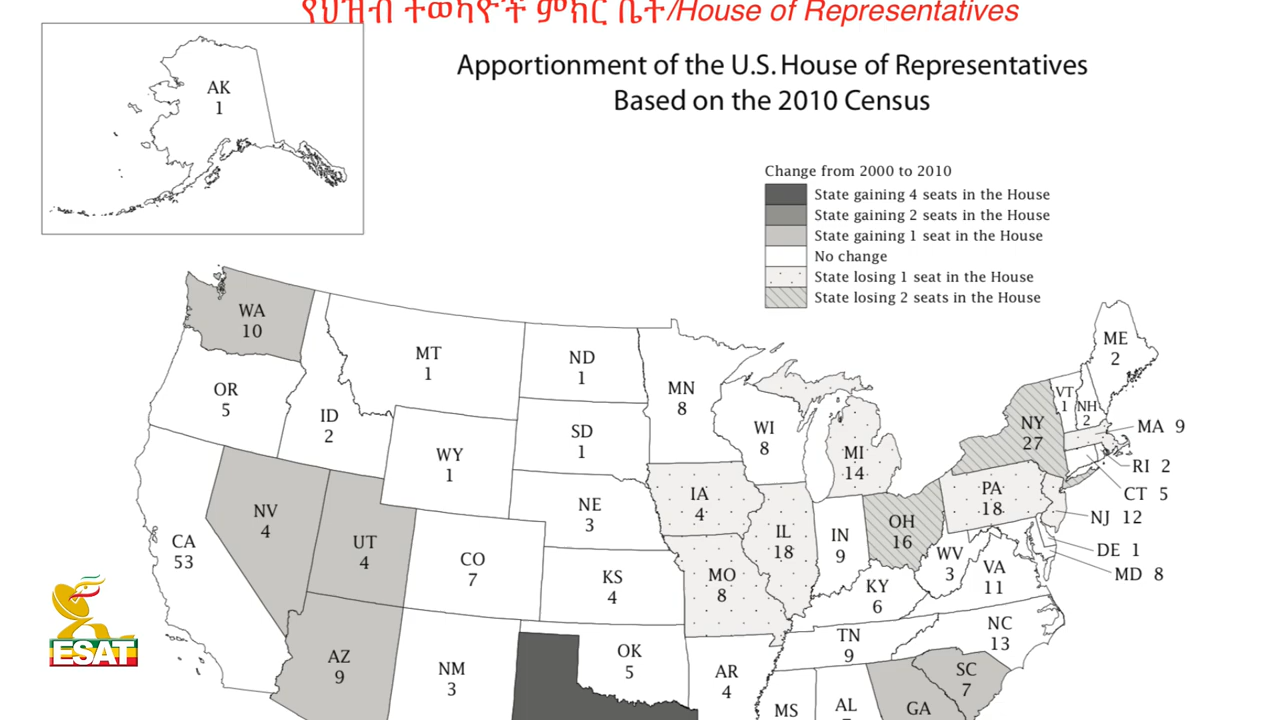 የህዝብ ተወካዮች ምክር ቤት/House of Representatives
Apportionment of the U.S. House of Representatives
Based on the 2010 Census
Change from 2000 to 2010
State gaining 4 seats in the House
State gaining 2 seats in the House
State gaining 1 seat in the House
No change
State losing 1 seat in the House
State losing 2 seats in the House
AK
1
WA
10
OR
5
ID
2
MT
1
ND
1
MN
8
SD
1
WI
8
MI
14
WY
1
NE
3
IA
4
NV
4
UT
4
CA
53
CO
7
KS
4
MO
8
IL
18
IN
9
OH
16
KY
6
WV
3
VA
11
PA
18
NY
27
VT
1
NH
2
ME
2
MA 9
RI 2
CT 5
NJ 12
DE 1
MD 8
NC
13
TN
9
SC
7
AZ
9
NM
3
OK
5
AR
4
MS
AL
GA
ESAT